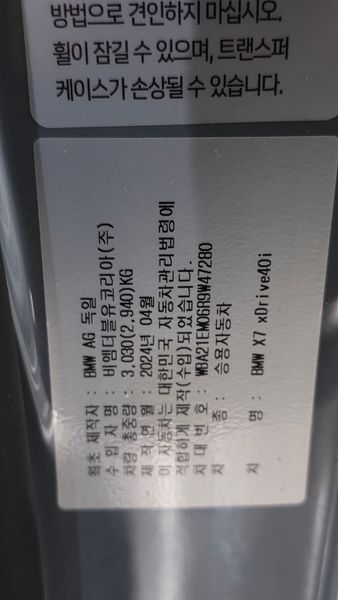 방법으로 견인하지 마십시오.
휠이 잠길 수 있으며, 트랜스퍼
케이스가 손상될 수 있습니다.
최초 제작자 : BMW AG 독일
수 입 자 명 : 비엠더블유코리아(주)
차량 총중량 : 3,030(2,940)KG
제 작 연 월 : 2024년 04월
이 자동차는 대한민국 자동차관리법령에
적합하게 제작(수입)되었습니다.
차 대 번 호 : WBA21EM06R9W47280
차 종 : 승용자동차
차 명 : BMW X7 xDrive40i